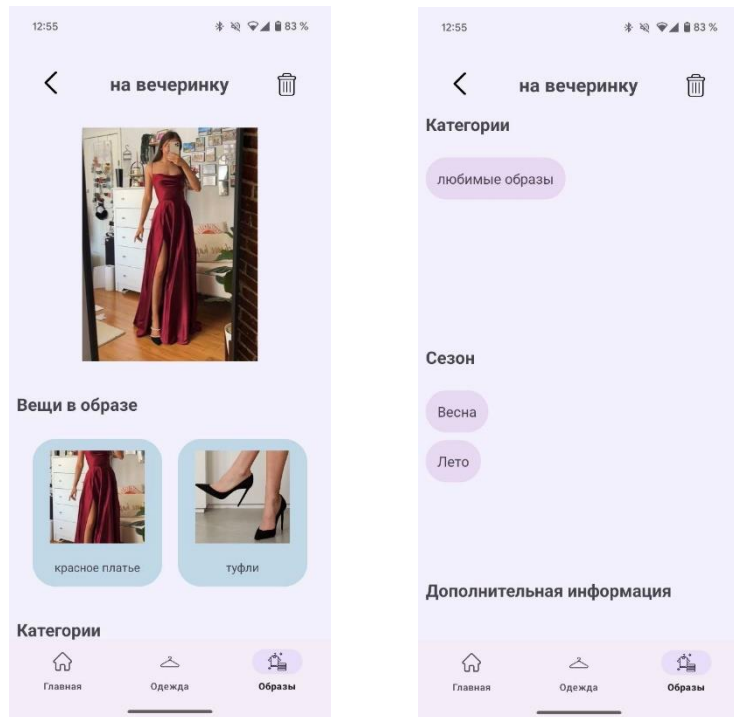 12:55
83 %
на вечеринку
Вещи в образе
красное платье
туфли
Категории
Главная
Одежда
Образы
12:55
83 %
на вечеринку
Категории
любимые образы
Сезон
Весна
Лето
Дополнительная информация
Главная
Одежда
Образы